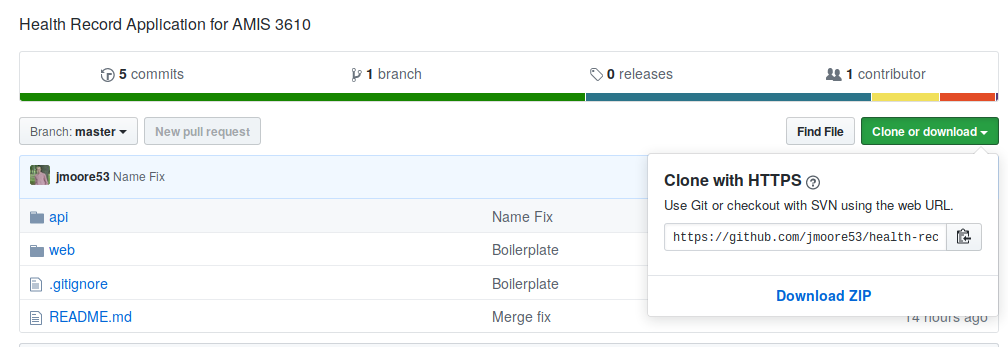 Health Record Application for AMIS 3610
5 commits
1 branch
0 releases
1 contributor
Branch: master
New pull request
Find File
Clone or download
jmoore53 Name Fix
Clone with HTTPS ?
Use Git or checkout with SVN using the web URL.
https://github.com/jmoore53/health-rec
Download ZIP
api Name Fix
web Boilerplate
.gitignore Boilerplate
README.md Merge fix 14 hours ago